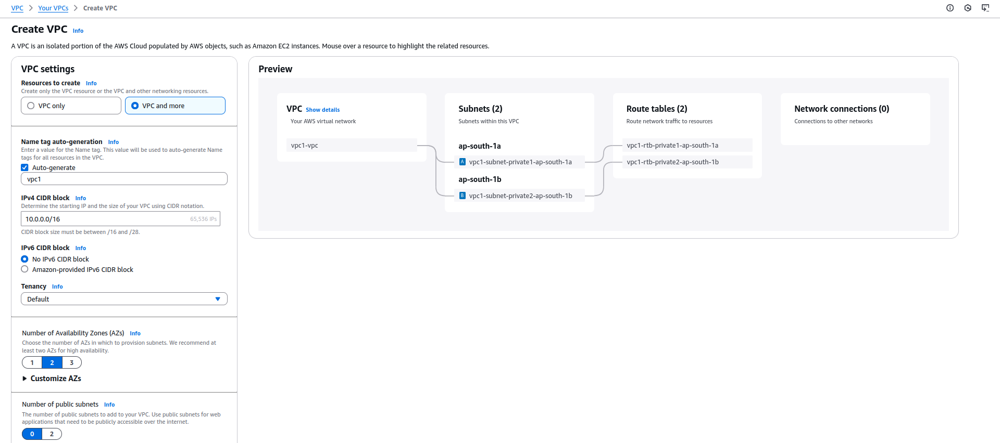 VPC > Your VPCs > Create VPC
Create VPC Info
A VPC is an isolated portion of the AWS Cloud populated by AWS objects, such as Amazon EC2 instances. Mouse over a resource to highlight the related resources.
VPC settings
Resources to create Info
Create only the VPC resource or the VPC and other networking resources.
VPC only
VPC and more
Name tag auto-generation Info
Enter a value for the Name tag. This value will be used to auto-generate Name
tags for all resources in the VPC.
Auto-generate
vpc1
IPv4 CIDR block Info
Determine the starting IP and the size of your VPC using CIDR notation.
10.0.0.0/16 65,536 IPs
CIDR block size must be between /16 and /28.
IPv6 CIDR block Info
No IPv6 CIDR block
Amazon-provided IPv6 CIDR block
Tenancy Info
Default
Number of Availability Zones (AZs) Info
Choose the number of AZs in which to provision subnets. We recommend at
least two AZs for high availability.
1 2 3
Customize AZs
Number of public subnets Info
The number of public subnets to add to your VPC. Use public subnets for web
applications that need to be publicly accessible over the internet.
0 2
Preview
VPC Show details
Your AWS virtual network
vpc1-vpc
Subnets (2)
Subnets within this VPC
ap-south-1a
A vpc1-subnet-private1-ap-south-1a
ap-south-1b
B vpc1-subnet-private2-ap-south-1b
Route tables (2)
Route network traffic to resources
vpc1-rtb-private1-ap-south-1a
vpc1-rtb-private2-ap-south-1b
Network connections (0)
Connections to other networks